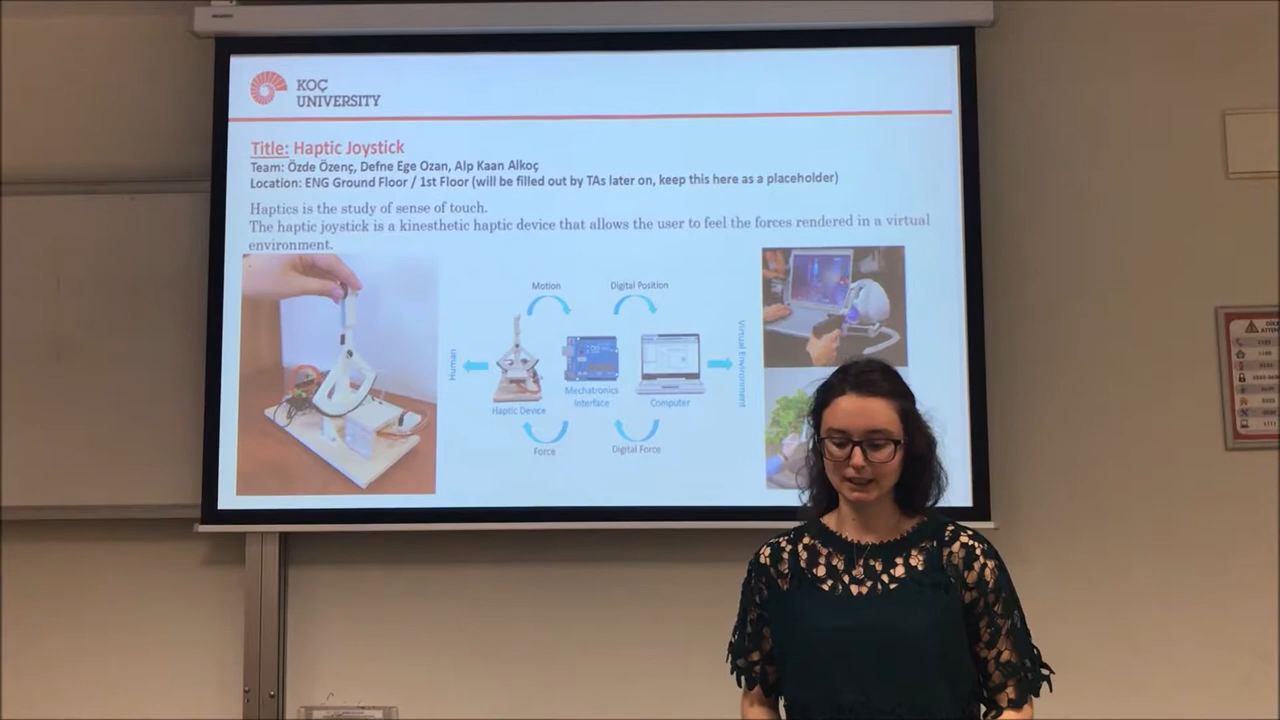 KOÇ
UNIVERSITY
Title: Haptic Joystick
Team: Özde Özenç, Defne Ege Ozan, Alp Kaan Alkoç
Location: ENG Ground Floor / 1st Floor (will be filled out by TAs later on, keep this here as a placeholder)
Haptics is the study of sense of touch.
The haptic joystick is a kinesthetic haptic device that allows the user to feel the forces rendered in a virtual
environment.
Motion
Digital Position
Human
Virtual Environment
Haptic Device
Mechatronics
Interface
Computer
Force
Digital Force